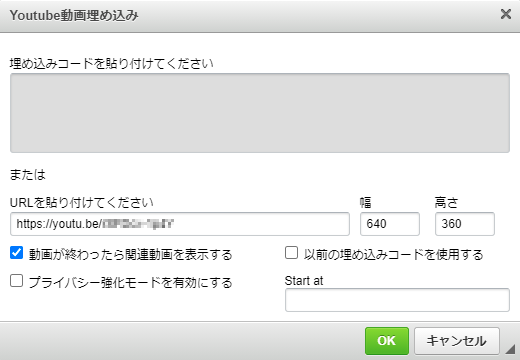 Youtube動画埋め込み
埋め込みコードを貼り付けてください
または
URLを貼り付けてください 幅 高さ
https://youtu.be/ 640 360
動画が終わったら関連動画を表示する 以前の埋め込みコードを使用する
プライバシー強化モードを有効にする Start at
OK キャンセル